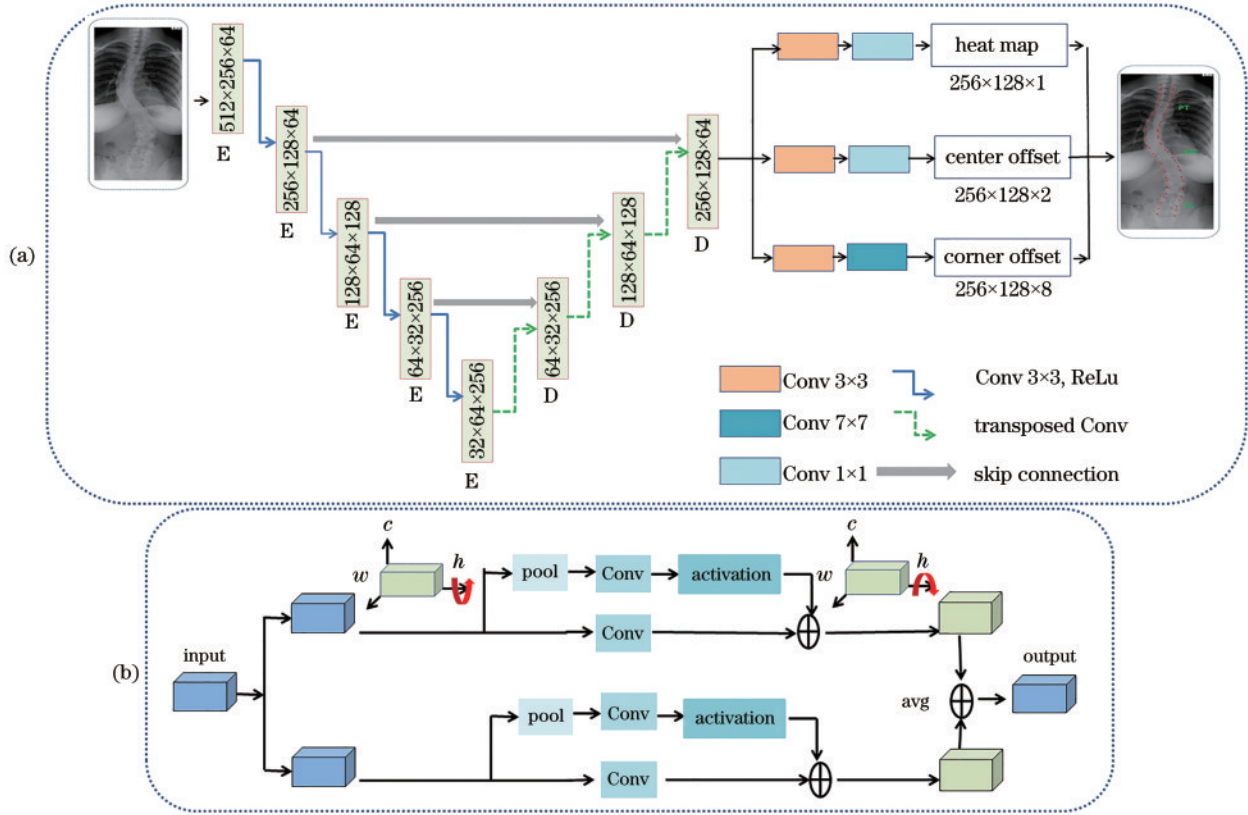 (a)
512×256×64
E
256×128×64
E
128×64×128
E
64×32×256
E
32×64×256
E
64×32×256
D
128×64×128
D
256×128×64
D
heat map
256×128×1
center offset
256×128×2
corner offset
256×128×8
PT
Conv 3×3
Conv 3×3, ReLu
Conv 7×7
transposed Conv
Conv 1×1
skip connection
(b)
input
c
w
h
pool
Conv
activation
Conv
c
w
h
pool
Conv
activation
Conv
avg
output